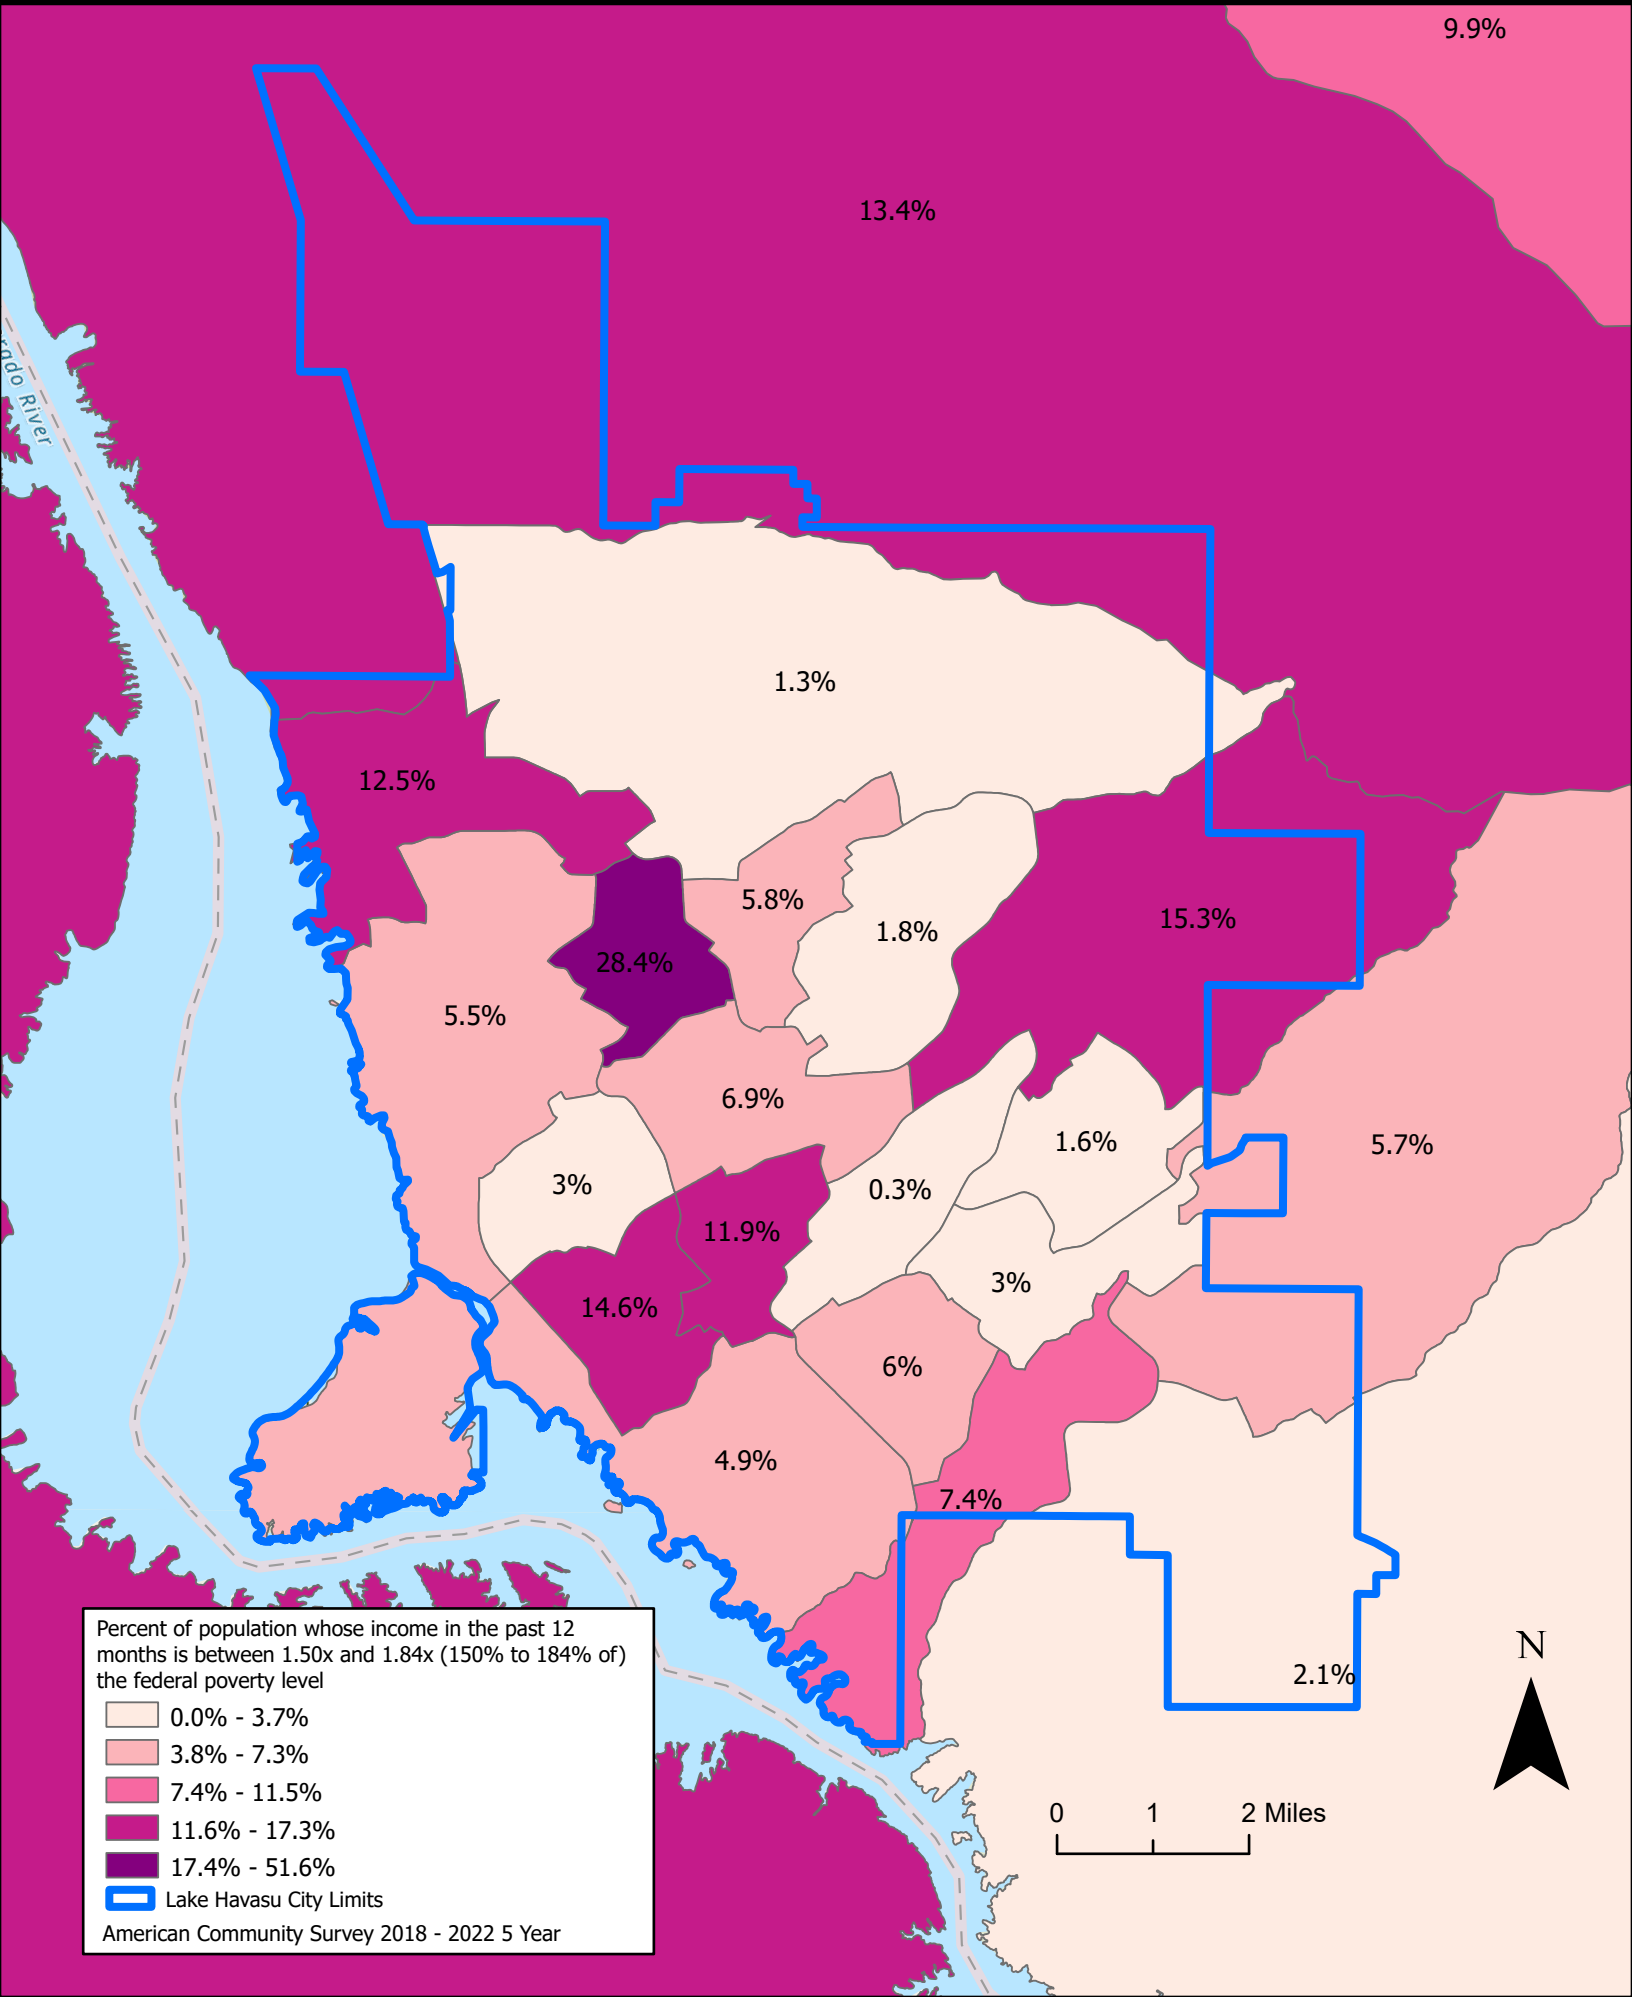 9.9%
13.4%
River
1.3%
12.5%
5.8%
1.8%
15.3%
28.4%
5.5%
6.9%
1.6%
5.7%
3%
0.3%
11.9%
3%
14.6%
6%
4.9%
7.4%
2.1%
N
0 1 2 Miles
Percent of population whose income in the past 12
months is between 1.50x and 1.84x (150% to 184% of)
the federal poverty level
0.0% - 3.7%
3.8% - 7.3%
7.4% - 11.5%
11.6% - 17.3%
17.4% - 51.6%
Lake Havasu City Limits
American Community Survey 2018 - 2022 5 Year